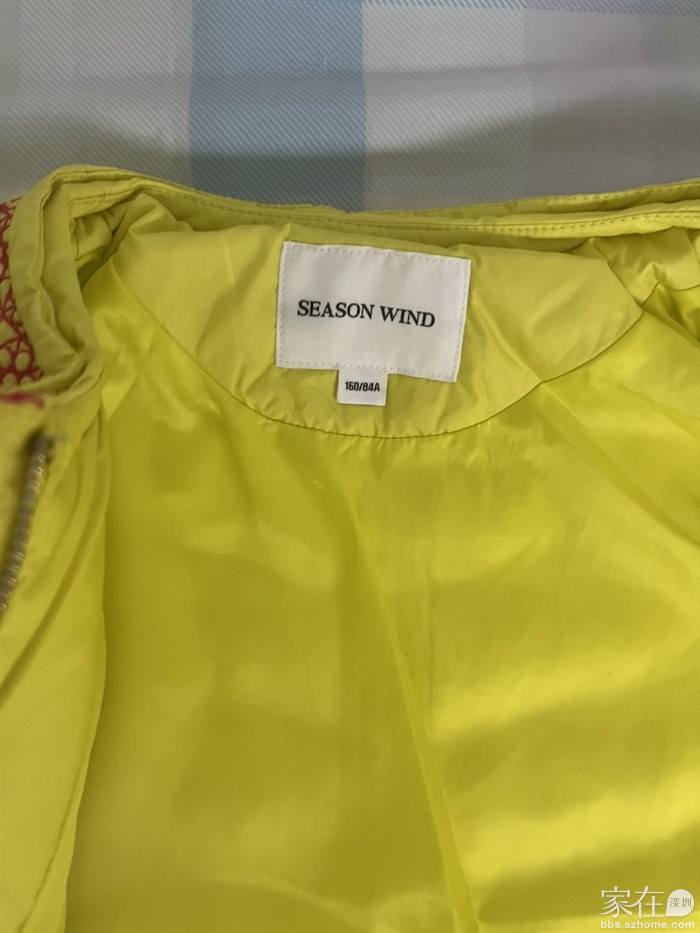 SEASON WIND
160/84A
家在深圳
bbs.szhome.com